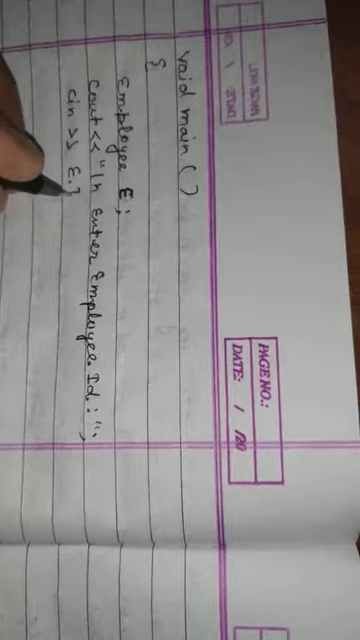 PAGE NO.:
DATE: / /20
void main ( )
{
Employee E ;
Cout << "\n Enter Employee Id : ";
cin >> E.